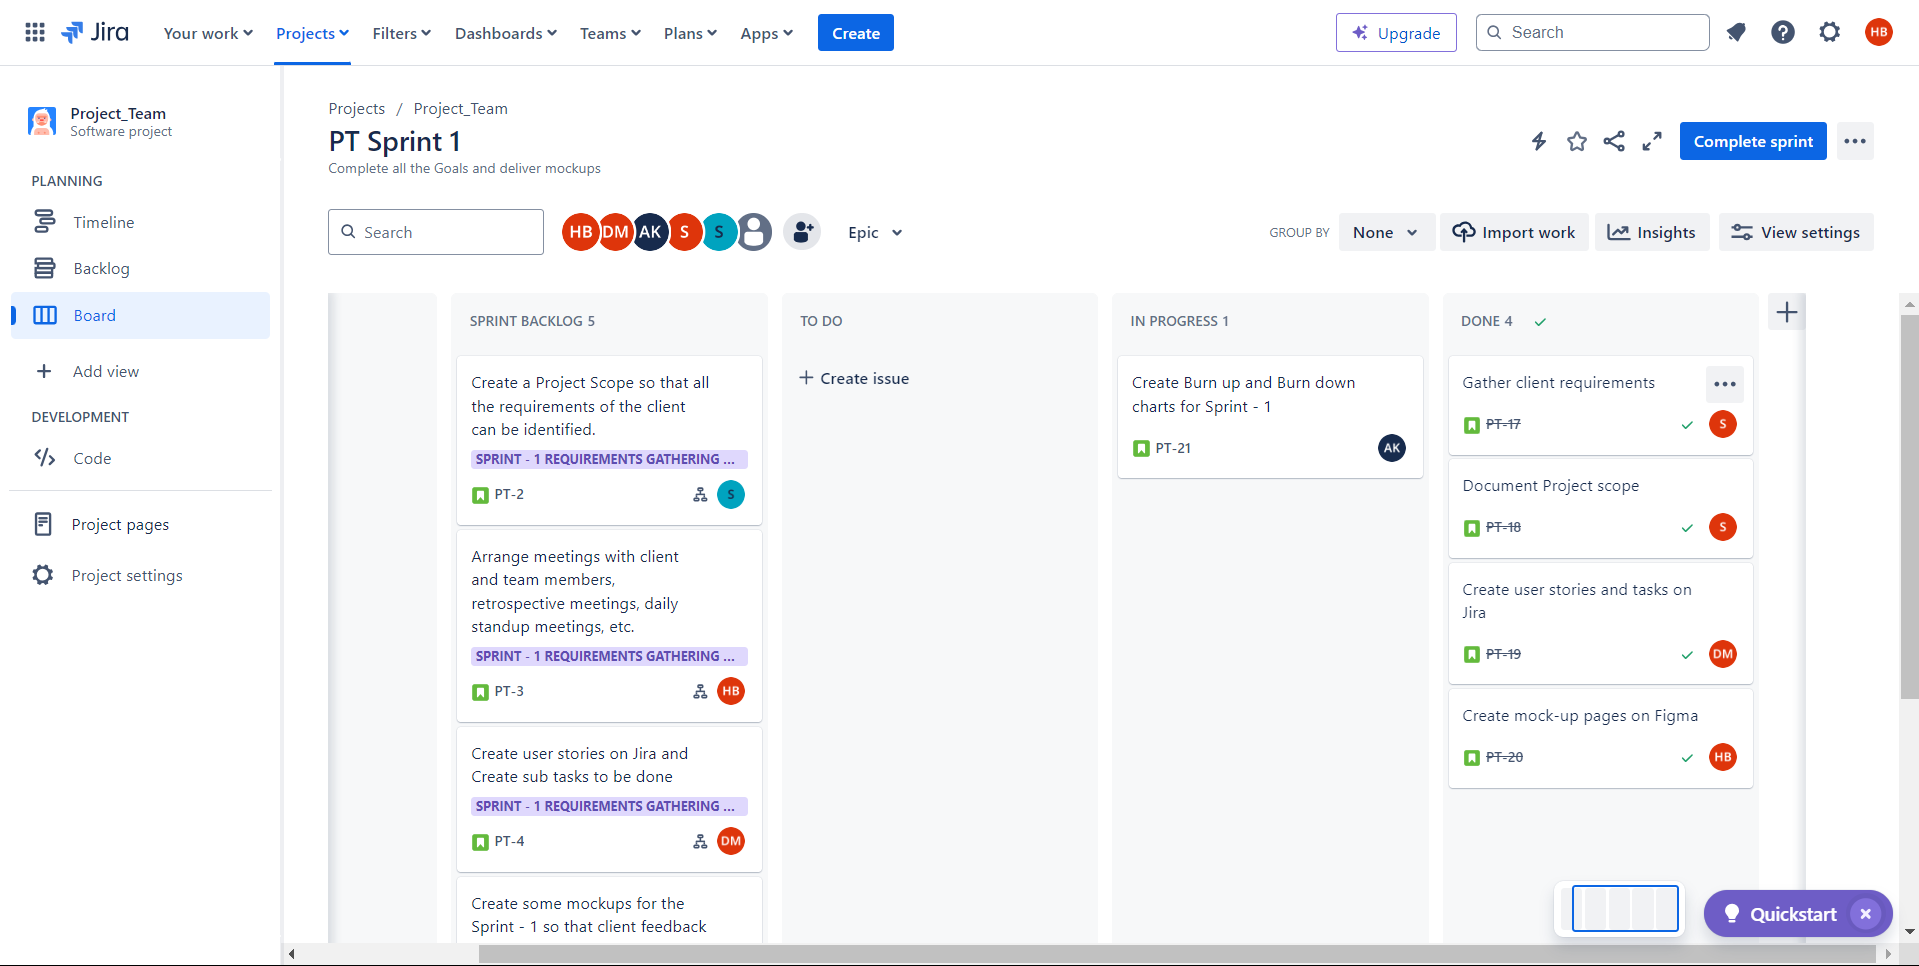 Jira
Your work
Projects
Filters
Dashboards
Teams
Plans
Apps
Create
Upgrade
Search
HB
Project_Team
Software project
PLANNING
Timeline
Backlog
Board
Add view
DEVELOPMENT
Code
Project pages
Project settings
Projects / Project_Team
PT Sprint 1
Complete all the Goals and deliver mockups
Complete sprint
Search
HB
DM
AK
S
S
Epic
GROUP BY
None
Import work
Insights
View settings
SPRINT BACKLOG 5
Create a Project Scope so that all
the requirements of the client
can be identified.
SPRINT - 1 REQUIREMENTS GATHERING ...
PT-2
S
Arrange meetings with client
and team members,
retrospective meetings, daily
standup meetings, etc.
SPRINT - 1 REQUIREMENTS GATHERING ...
PT-3
HB
Create user stories on Jira and
Create sub tasks to be done
SPRINT - 1 REQUIREMENTS GATHERING ...
PT-4
DM
Create some mockups for the
Sprint - 1 so that client feedback
TO DO
Create issue
IN PROGRESS 1
Create Burn up and Burn down
charts for Sprint - 1
PT-21
AK
DONE 4
Gather client requirements
PT-17
S
Document Project scope
PT-18
S
Create user stories and tasks on
Jira
PT-19
DM
Create mock-up pages on Figma
PT-20
HB
Quickstart